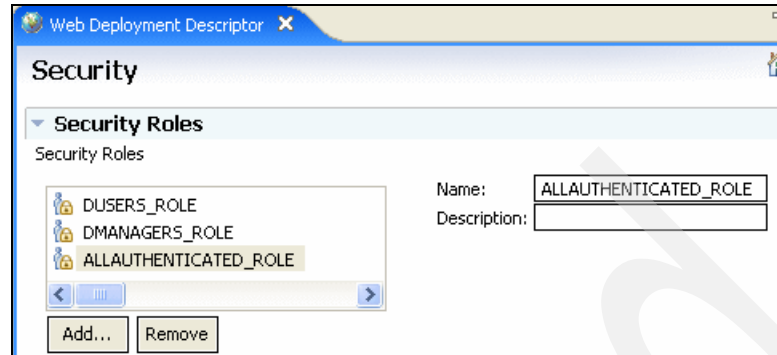 Web Deployment Descriptor
Security
Security Roles
Security Roles
DUSERS_ROLE
DMANAGERS_ROLE
ALLAUTHENTICATED_ROLE
Name: ALLAUTHENTICATED_ROLE
Description:
Add... Remove